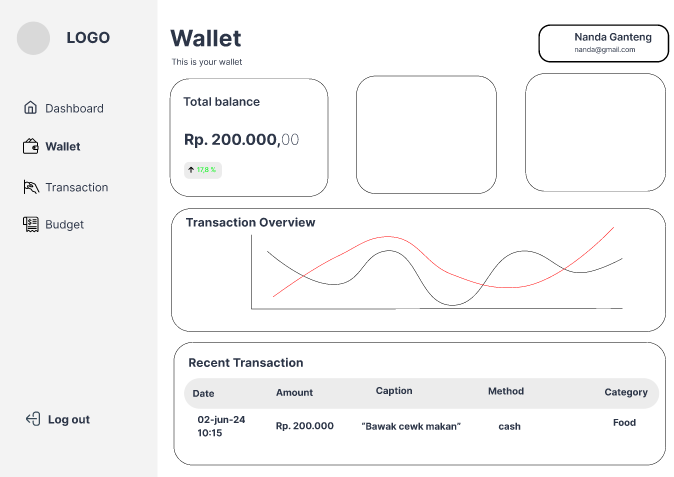 LOGO
Dashboard
Wallet
Transaction
Budget
Log out
Wallet
This is your wallet
Nanda Ganteng
nanda@gmail.com
Total balance
Rp. 200.000,00
17,8 %
Transaction Overview
Recent Transaction
Date Amount Caption Method Category
02-jun-24
10:15
Rp. 200.000 “Bawak cewk makan” cash Food